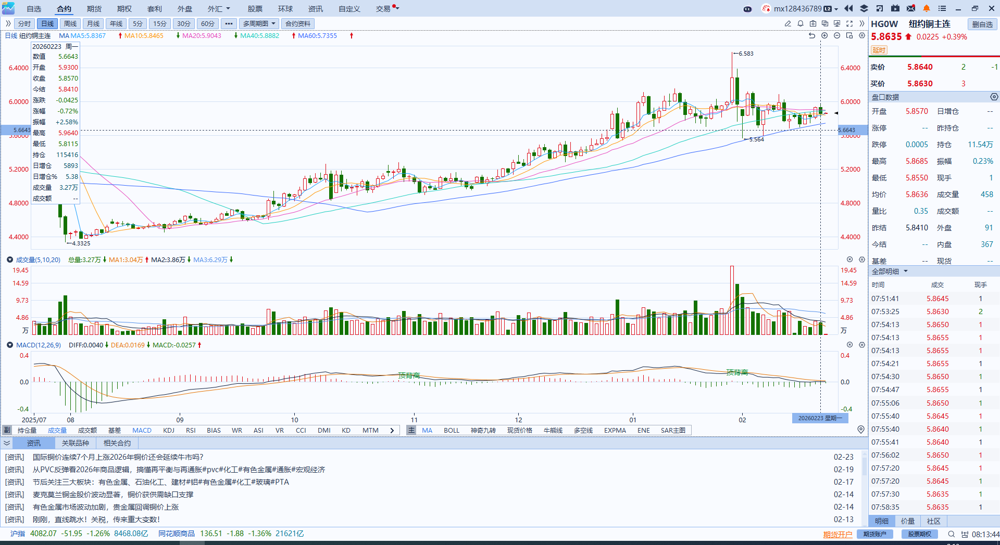 自选 合约 期货 期权 套利 外盘 外汇 股票 环球 资讯 自定义 交易 mx128436789 L2
分时 日线 周线 月线 年线 5分 15分 30分 60分 ••• 多周期图 合约资料
HG0W 纽约铜主连 删自选
5.8635 0.0225 +0.39%
延时
日线 纽约铜主连 MA MA5:5.8367 MA10:5.8465 MA20:5.9043 MA40:5.8882 MA60:5.7355
20260223 周一
数值 5.6643
开盘 5.9300
收盘 5.8570
今结 5.8410
涨跌 -0.0425
涨幅 -0.72%
振幅 +2.58%
最高 5.9640
最低 5.8115
持仓 115416
日增仓 5893
日增仓% 5.38
成交量 3.27万
成交额 --
6.4000 6.4000
6.0000 6.0000
5.6643 5.6643
5.6000 5.6000
5.2000 5.2000
4.8000 4.8000
4.4000 4.4000
6.583
5.564
4.3325
成交量(5,10,20) 总量:3.27万 MA1:3.04万 MA2:3.86万 MA3:6.29万
19.45 19.45
14.59 14.59
9.73 9.73
4.86 4.86
万 万
MACD(12,26,9) DIFF:0.0040 DEA:0.0169 MACD:-0.0257
0.4 0.4
顶背离 顶背离
0.0 0.0
-0.4 -0.4
2025/07 08 09 10 11 12 01 02 20260223 星期一
副 持仓量 成交量 成交额 基差 MACD KDJ RSI BIAS WR ASI VR CCI DMI KD MTM 主 MA BOLL 神奇九转 现货价格 牛熊线 多空线 EXPMA ENE SAR主图
资讯 关联品种 相关合约
[资讯] 国际铜价连续7个月上涨2026年铜价还会延续牛市吗? 02-23
[资讯] 从PVC反弹看2026年商品逻辑，搞懂再平衡与再通胀#pvc#化工#有色金属#通胀#宏观经济 02-19
[资讯] 节后关注三大板块：有色金属、石油化工、建材#铝#有色金属#化工#玻璃#PTA 02-17
[资讯] 麦克莫兰铜金股价波动显著，铜价获供需缺口支撑 02-14
[资讯] 有色金属市场波动加剧，贵金属回调铜价上涨 02-14
[资讯] 刚刚，直线跳水！关税，传来重大变数！ 02-13
卖价 5.8640 2 -1
买价 5.8630 3
盘口数据
开盘 5.8570 日增仓 --
涨停 -- 昨持仓 --
跌停 0.0005 持仓 11.54万
最高 5.8685 振幅 0.23%
最低 5.8550 现手 1
均价 5.8636 成交量 458
量比 0.35 成交额 --
昨结 5.8410 外盘 91
今结 -- 内盘 367
基差 -- 现货 --
全部明细
时间 成交 现手
07:51:41 5.8645 1
07:53:25 5.8630 2
07:54:13 5.8650 1
07:54:13 5.8655 1
07:54:13 5.8655 1
07:54:21 5.8655 1
07:54:30 5.8650 1
07:54:47 5.8655 1
07:55:06 5.8650 1
07:55:40 5.8645 1
07:55:40 5.8640 1
07:55:41 5.8640 1
07:56:02 5.8650 1
07:57:20 5.8645 1
07:57:20 5.8645 1
07:57:30 5.8635 1
07:58:35 5.8635 1
明细 价量 社区
沪指 4082.07 -51.95 -1.26% 8468.08亿 同花顺商品 136.51 -1.88 -1.36% 21621亿 期货开户 期货账户 股票期权 08:13:44